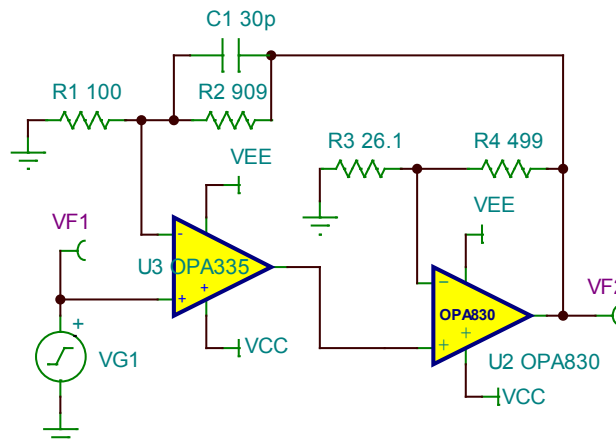 C1 30p
R1 100
R2 909
R3 26.1
R4 499
VEE
VEE
VF1
-
U3 OPA335
+
+
+
VG1
VCC
−
OPA830
+
+
VF2
U2 OPA830
VCC